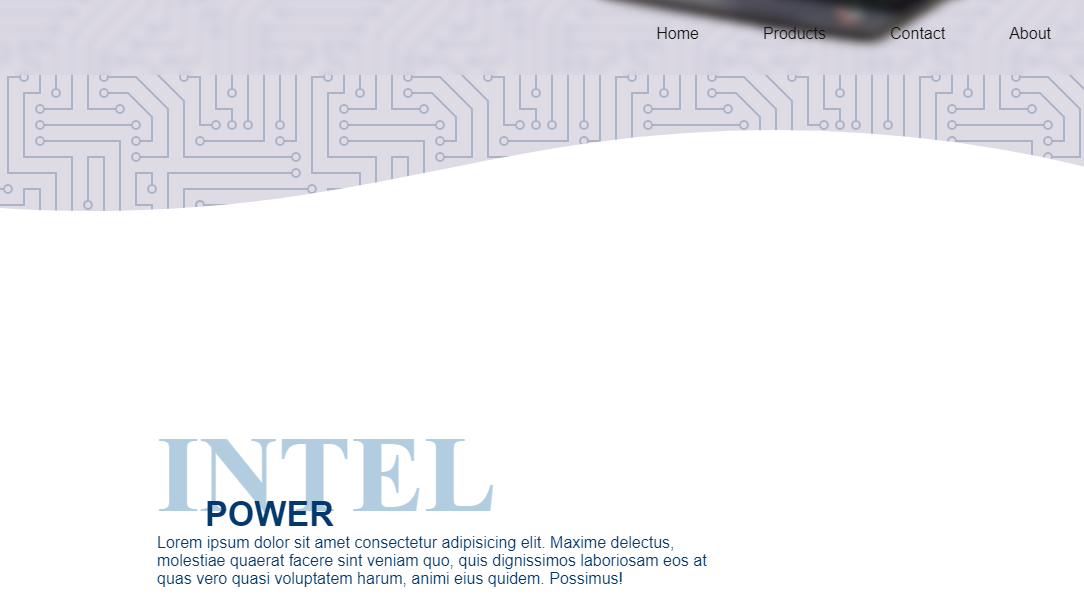 Home Products Contact About
INTEL
POWER
Lorem ipsum dolor sit amet consectetur adipisicing elit. Maxime delectus,
molestiae quaerat facere sint veniam quo, quis dignissimos laboriosam eos at
quas vero quasi voluptatem harum, animi eius quidem. Possimus!